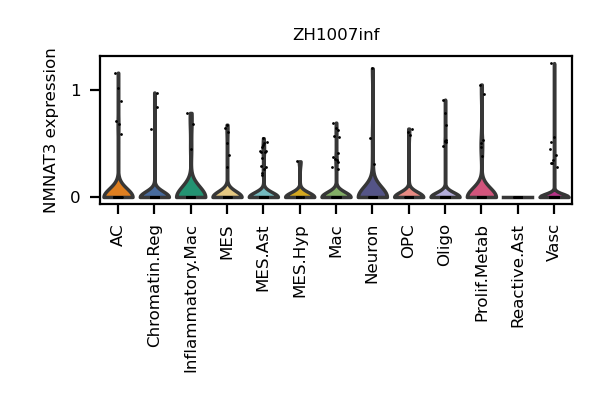 ZH1007inf
NMNAT3 expression
1
0
AC
Chromatin.Reg
Inflammatory.Mac
MES
MES.Ast
MES.Hyp
Mac
Neuron
OPC
Oligo
Prolif.Metab
Reactive.Ast
Vasc